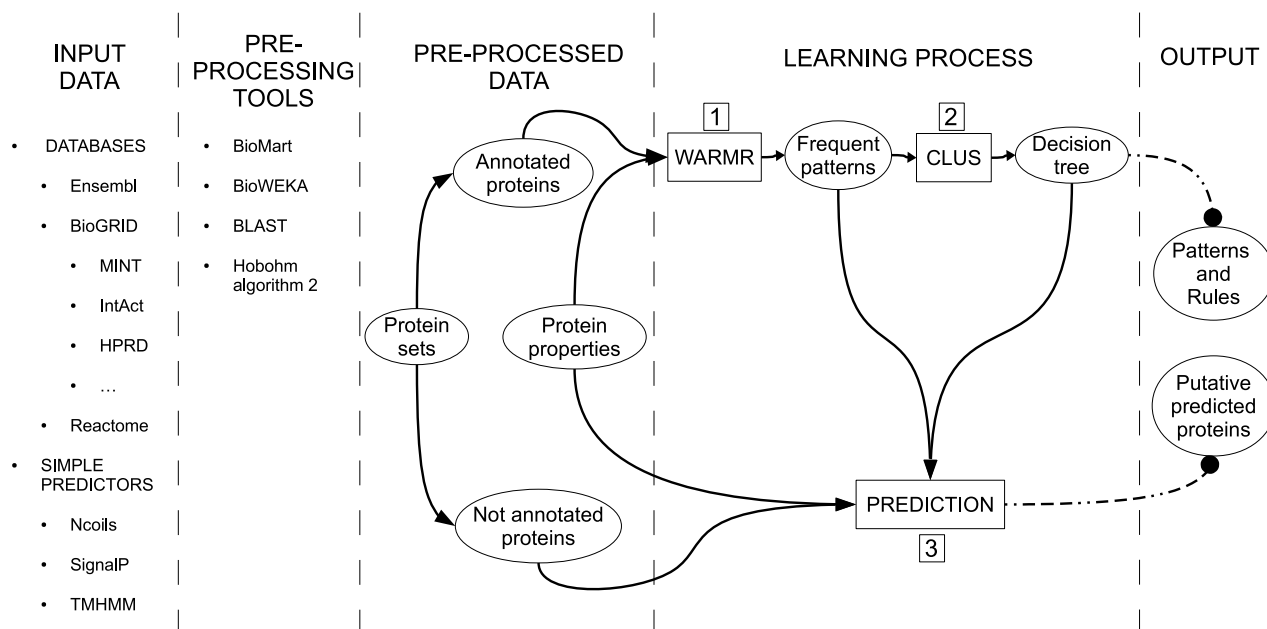 INPUT
DATA
• DATABASES
• Ensembl
• BioGRID
• MINT
• IntAct
• HPRD
• ...
• Reactome
• SIMPLE
PREDICTORS
• Ncoils
• SignalP
• TMHMM
PRE-
PROCESSING
TOOLS
• BioMart
• BioWEKA
• BLAST
• Hobohm
algorithm 2
PRE-PROCESSED
DATA
Annotated
proteins
Protein
sets
Protein
properties
Not annotated
proteins
LEARNING PROCESS
1
WARMR
Frequent
patterns
2
CLUS
Decision
tree
PREDICTION
3
OUTPUT
Patterns
and
Rules
Putative
predicted
proteins